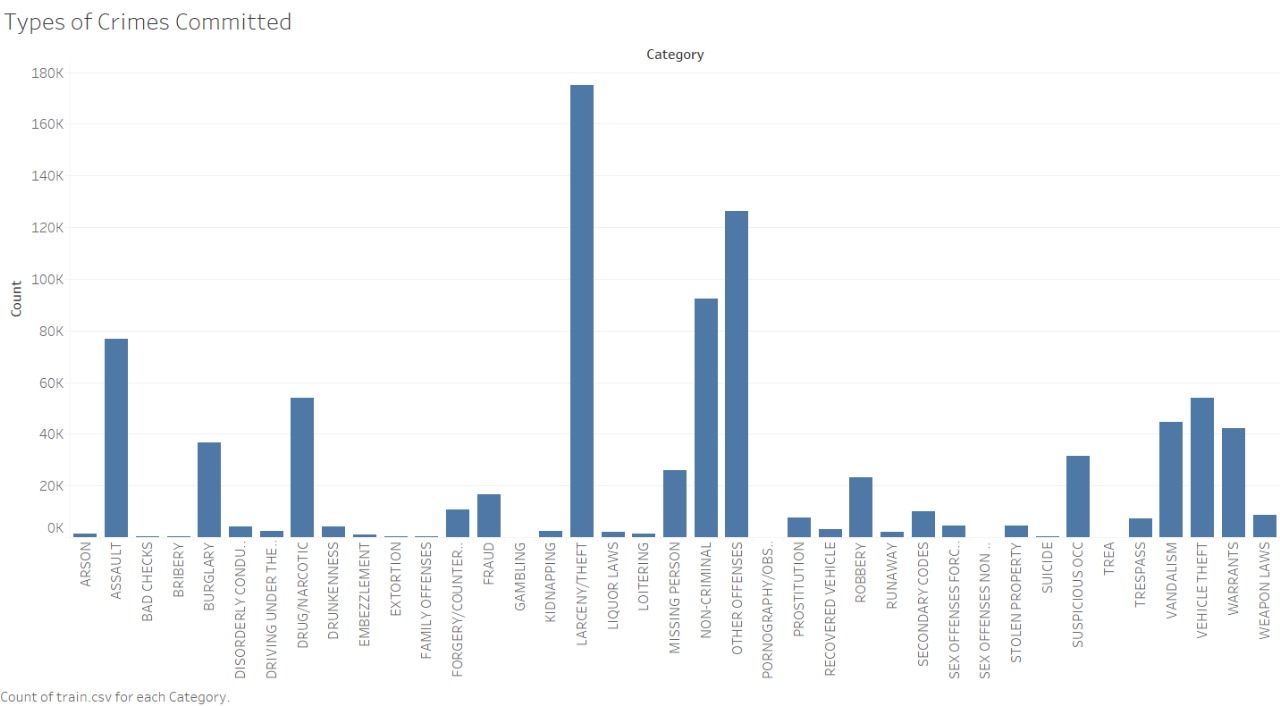 Types of Crimes Committed
Category
180K
160K
140K
120K
100K
80K
60K
40K
20K
0K
Count
ARSON
ASSAULT
BAD CHECKS
BRIBERY
BURGLARY
DISORDERLY CONDU..
DRIVING UNDER THE..
DRUG/NARCOTIC
DRUNKENNESS
EMBEZZLEMENT
EXTORTION
FAMILY OFFENSES
FORGERY/COUNTER..
FRAUD
GAMBLING
KIDNAPPING
LARCENY/THEFT
LIQUOR LAWS
LOITERING
MISSING PERSON
NON-CRIMINAL
OTHER OFFENSES
PORNOGRAPHY/OBS..
PROSTITUTION
RECOVERED VEHICLE
ROBBERY
RUNAWAY
SECONDARY CODES
SEX OFFENSES FORC..
SEX OFFENSES NON ..
STOLEN PROPERTY
SUICIDE
SUSPICIOUS OCC
TREA
TRESPASS
VANDALISM
VEHICLE THEFT
WARRANTS
WEAPON LAWS
Count of train.csv for each Category.